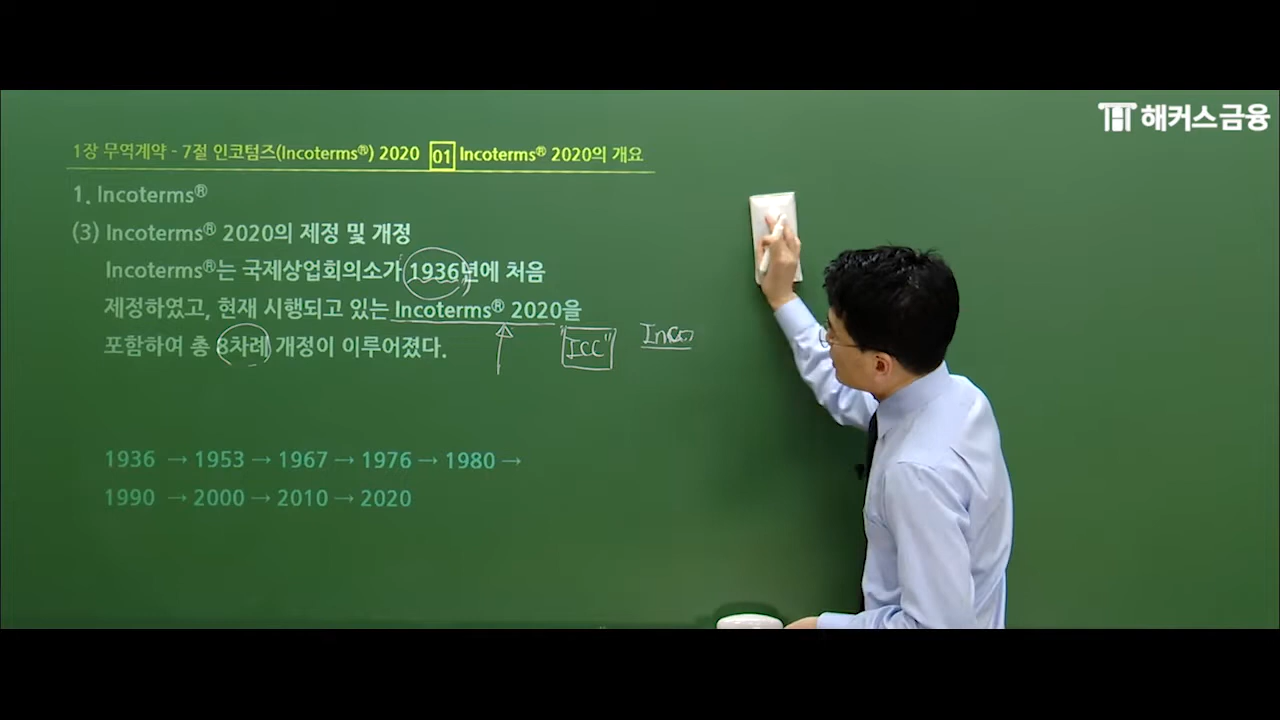 해커스금융
1장 무역계약 - 7절 인코텀즈(Incoterms®) 2020 01 Incoterms® 2020의 개요
1. Incoterms®
(3) Incoterms® 2020의 제정 및 개정
Incoterms®는 국제상업회의소가 1936년에 처음
제정하였고, 현재 시행되고 있는 Incoterms® 2020을
포함하여 총 8차례 개정이 이루어졌다.
"ICC"
1936 → 1953 → 1967 → 1976 → 1980 →
1990 → 2000 → 2010 → 2020